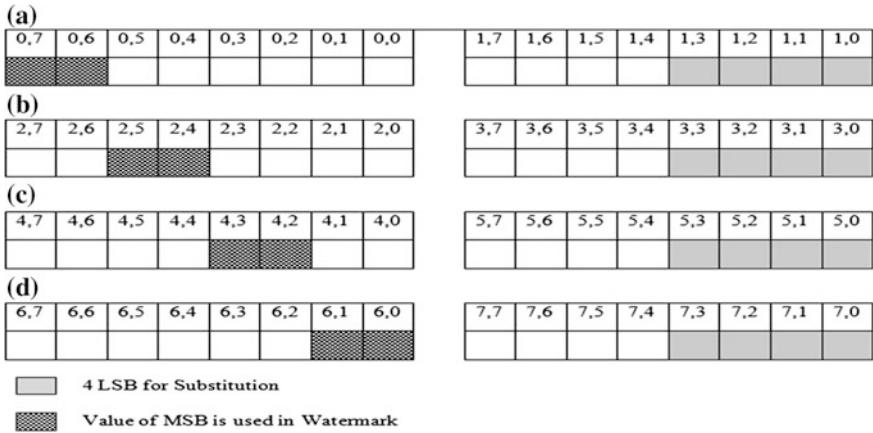 (a)
0,7 0,6 0,5 0,4 0,3 0,2 0,1 0,0 1,7 1,6 1,5 1,4 1,3 1,2 1,1 1,0
(b)
2,7 2,6 2,5 2,4 2,3 2,2 2,1 2,0 3,7 3,6 3,5 3,4 3,3 3,2 3,1 3,0
(c)
4,7 4,6 4,5 4,4 4,3 4,2 4,1 4,0 5,7 5,6 5,5 5,4 5,3 5,2 5,1 5,0
(d)
6,7 6,6 6,5 6,4 6,3 6,2 6,1 6,0 7,7 7,6 7,5 7,4 7,3 7,2 7,1 7,0
4 LSB for Substitution
Value of MSB is used in Watermark